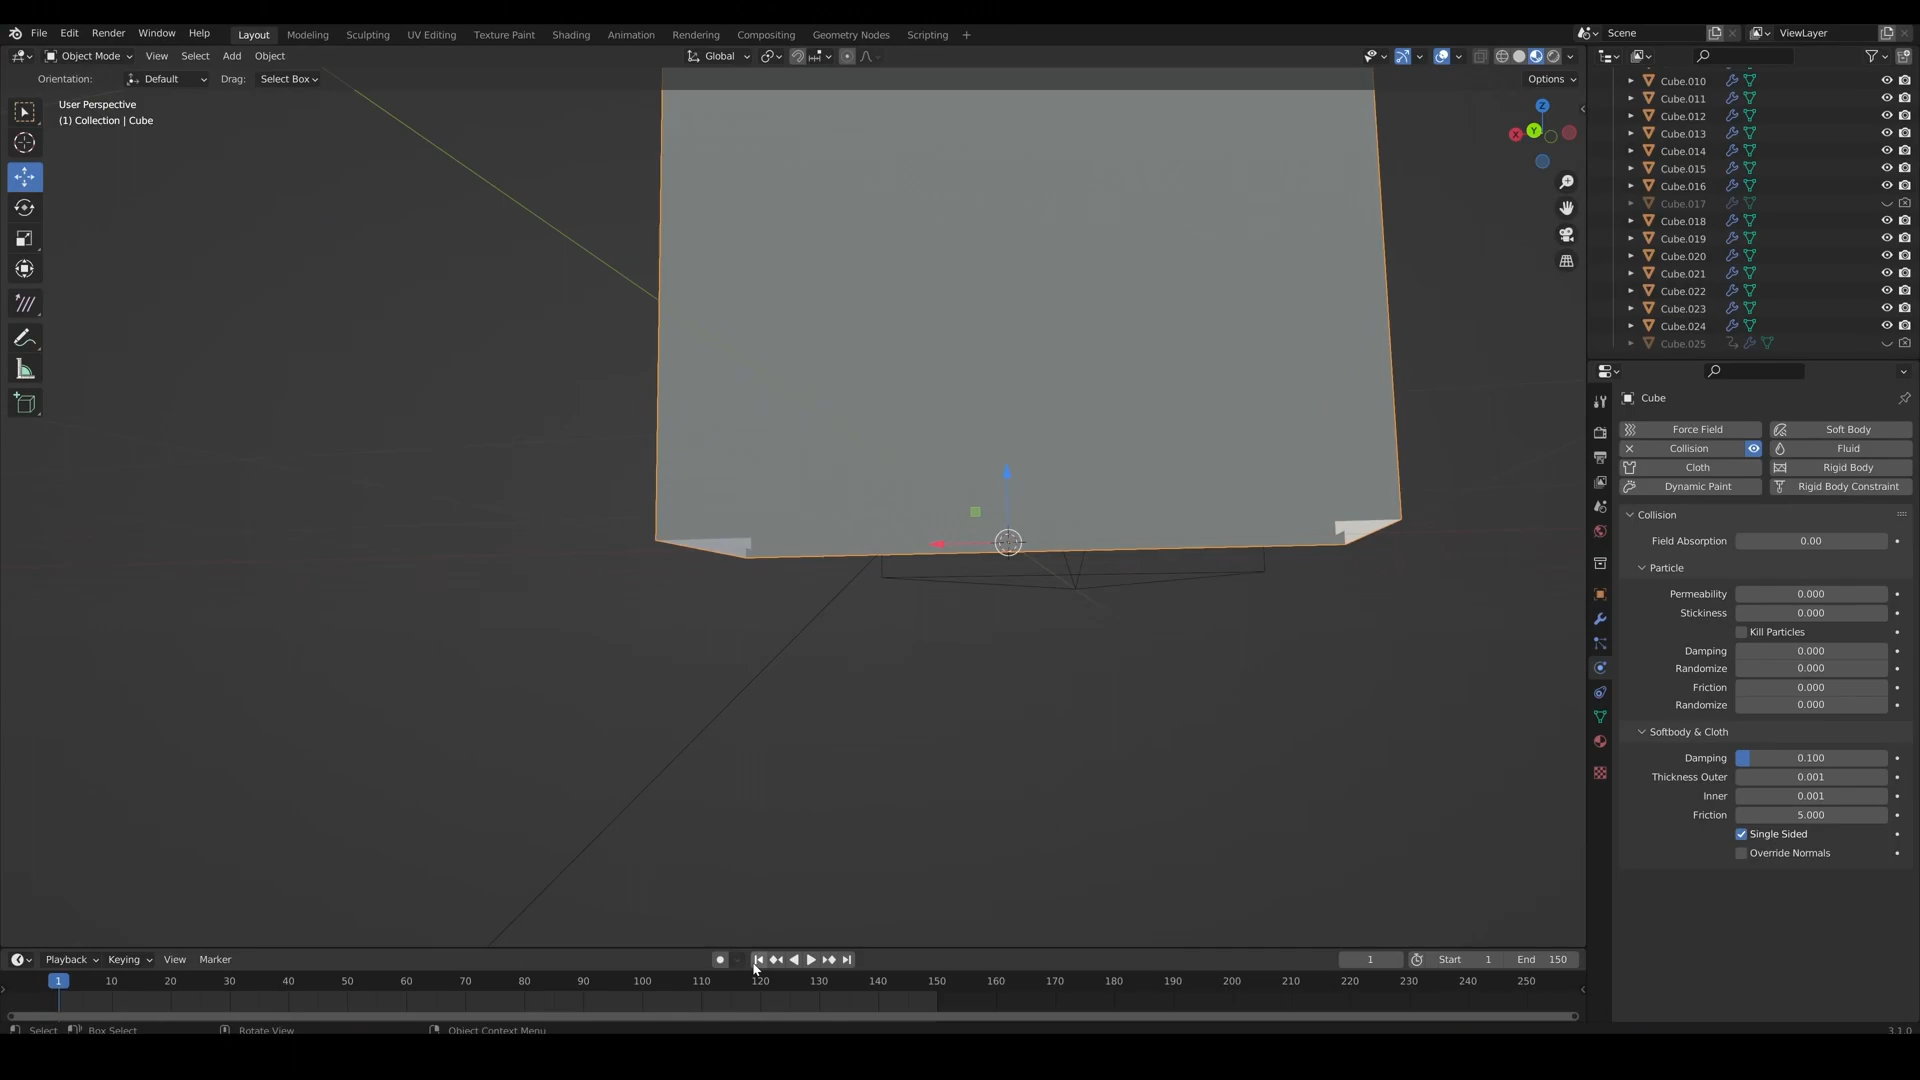 File Edit Render Window Help Layout Modeling Sculpting UV Editing Texture Paint Shading Animation Rendering Compositing Geometry Nodes Scripting + Scene ViewLayer
Object Mode View Select Add Object Global
Orientation: Default Drag: Select Box Options
User Perspective
(1) Collection | Cube
Z
X Y
Cube.010
Cube.011
Cube.012
Cube.013
Cube.014
Cube.015
Cube.016
Cube.017
Cube.018
Cube.019
Cube.020
Cube.021
Cube.022
Cube.023
Cube.024
Cube.025
Cube
Force Field Soft Body
Collision Fluid
Cloth Rigid Body
Dynamic Paint Rigid Body Constraint
Collision
Field Absorption 0.00
Particle
Permeability 0.000
Stickiness 0.000
Kill Particles
Damping 0.000
Randomize 0.000
Friction 0.000
Randomize 0.000
Softbody & Cloth
Damping 0.100
Thickness Outer 0.001
Inner 0.001
Friction 5.000
Single Sided
Override Normals
Playback Keying View Marker 1 Start 1 End 150
1 10 20 30 40 50 60 70 80 90 100 110 120 130 140 150 160 170 180 190 200 210 220 230 240 250
Select Box Select Rotate View Object Context Menu 3.1.0